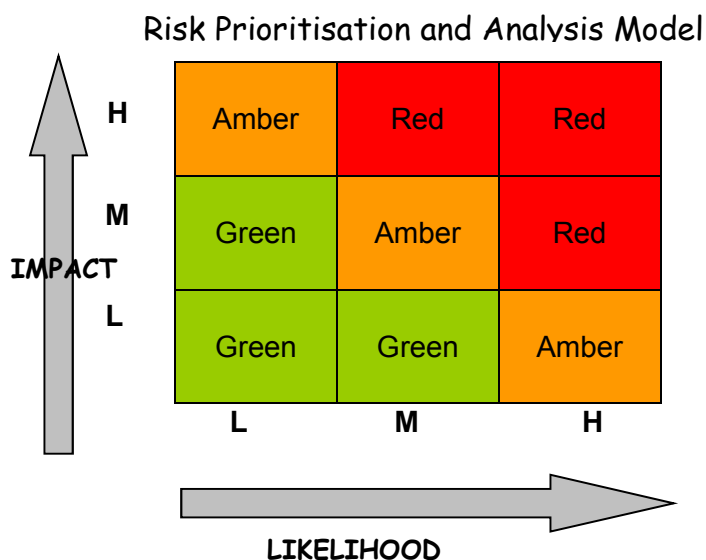 Risk Prioritisation and Analysis Model
H
Amber Red Red
M
Green Amber Red
IMPACT
L
Green Green Amber
L M H
LIKELIHOOD